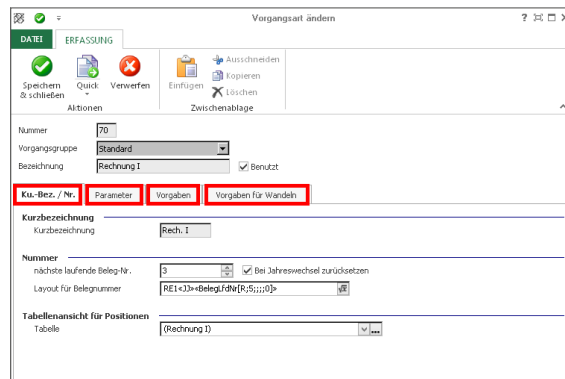 Vorgangsart ändern
DATEI ERFASSUNG
Speichern & schließen
Quick
Verwerfen
Aktionen
Einfügen
Ausschneiden
Kopieren
Löschen
Zwischenablage
Nummer 70
Vorgangsgruppe Standard
Bezeichnung Rechnung I Benutzt
Ku.-Bez. / Nr. Parameter Vorgaben Vorgaben für Wandeln
Kurzbezeichnung
Kurzbezeichnung Rech. I
Nummer
nächste laufende Beleg-Nr. 3 Bei Jahreswechsel zurücksetzen
Layout für Belegnummer RE1«JJ»«BelegLfdNr[R;5;;;;0]»
Tabellenansicht für Positionen
Tabelle (Rechnung I)